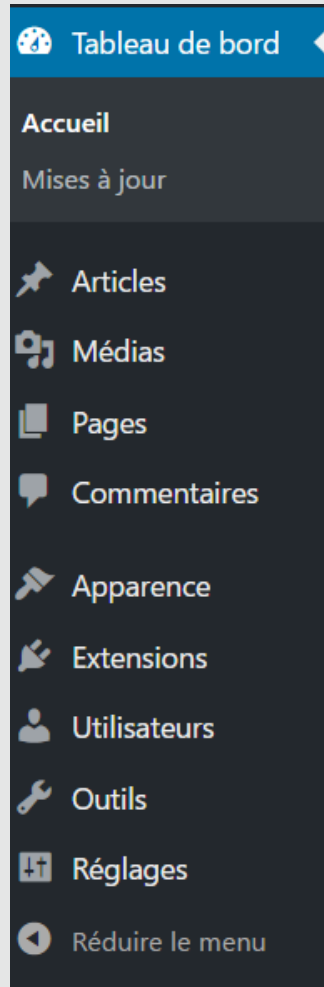 Tableau de bord
Accueil
Mises à jour
Articles
Médias
Pages
Commentaires
Apparence
Extensions
Utilisateurs
Outils
Réglages
Réduire le menu